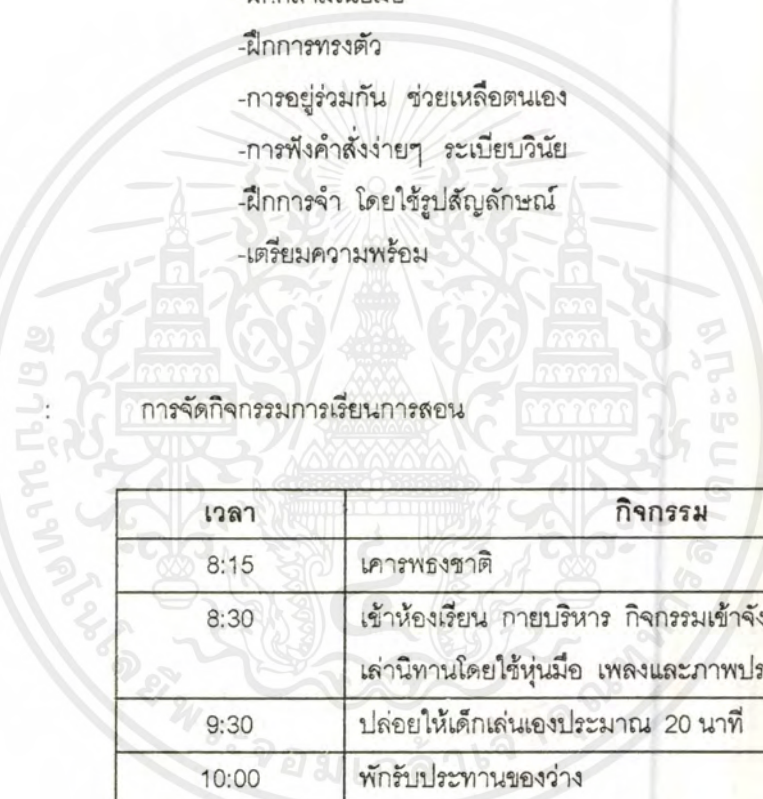 -ฝึกการทรงตัว
-การอยู่ร่วมกัน ช่วยเหลือตนเอง
-การฟังคำสั่งง่ายๆ ระเบียบวินัย
-ฝึกการจำ โดยใช้รูปสัญลักษณ์
-เตรียมความพร้อม
: การจัดกิจกรรมการเรียนการสอน
เวลา กิจกรรม
8:15 เคารพธงชาติ
8:30 เข้าห้องเรียน กายบริหาร กิจกรรมเข้าจัง
เล่านิทานโดยใช้หุ่นมือ เพลงและภาพปร
9:30 ปล่อยให้เด็กเล่นเองประมาณ 20 นาที
10:00 พักรับประทานของว่าง